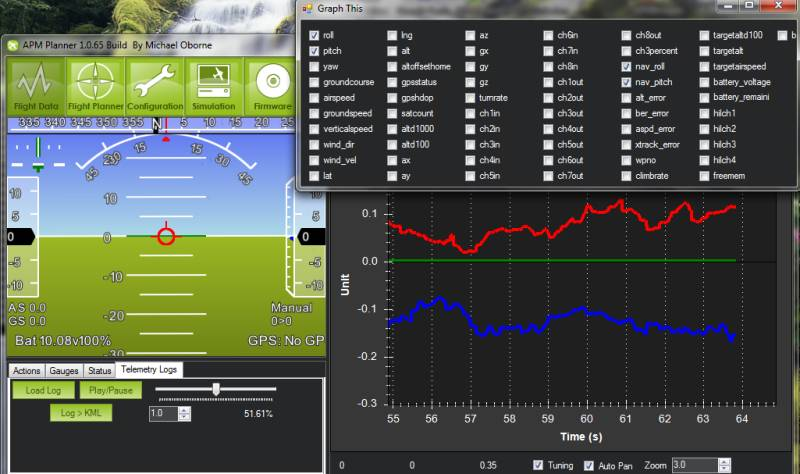 Graph This
roll lng az ch6in ch8out targetaltd100 b
pitch alt gx ch7in ch3percent targetalt
yaw altoffsethome gy ch8in nav_roll targetairspeed
groundcourse gpsstatus gz ch1out nav_pitch battery_voltage
airspeed gpshdop turnrate ch2out alt_error battery_remaini
groundspeed satcount ch1in ch3out ber_error hilch1
verticalspeed altd1000 ch2in ch4out aspd_error hilch2
wind_dir altd100 ch3in ch5out xtrack_error hilch3
wind_vel ax ch4in ch6out wpno hilch4
lat ay ch5in ch7out climbrate freemem
APM Planner 1.0.65 Build By Michael Oborne
Flight Data Flight Planner Configuration Simulation Firmware
335 340 345 350 N 5 10 15 20 25
45 30 15 15 30 45
10 10
5 5
0 0 0
-5 -5
-10 -10 -10
-20
-30
AS 0.0
GS 0.0
Manual
0>0
Bat 10.08v100% GPS: No GP
Actions Gauges Status Telemetry Logs
Load Log Play/Pause
Log > KML 1.0 51.61%
0.1
0.0
-0.1
-0.2
-0.3
Unit
55 56 57 58 59 60 61 62 63 64
Time (s)
0 0 0.35 Tuning Auto Pan Zoom 3.0